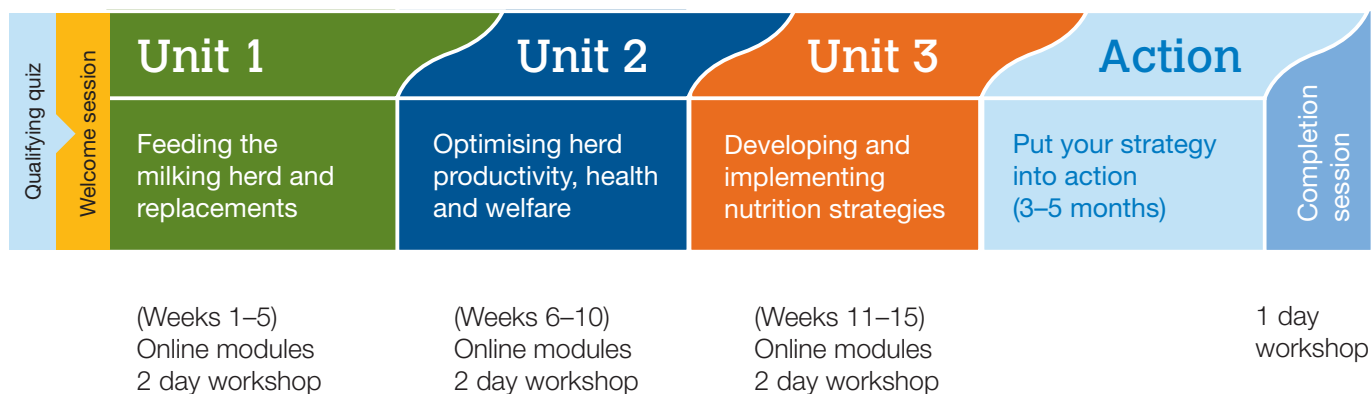 Qualifying quiz
Welcome session
Unit 1
Feeding the
milking herd and
replacements
(Weeks 1–5)
Online modules
2 day workshop
Unit 2
Optimising herd
productivity, health
and welfare
(Weeks 6–10)
Online modules
2 day workshop
Unit 3
Developing and
implementing
nutrition strategies
(Weeks 11–15)
Online modules
2 day workshop
Action
Put your strategy
into action
(3–5 months)
Completion
session
1 day
workshop